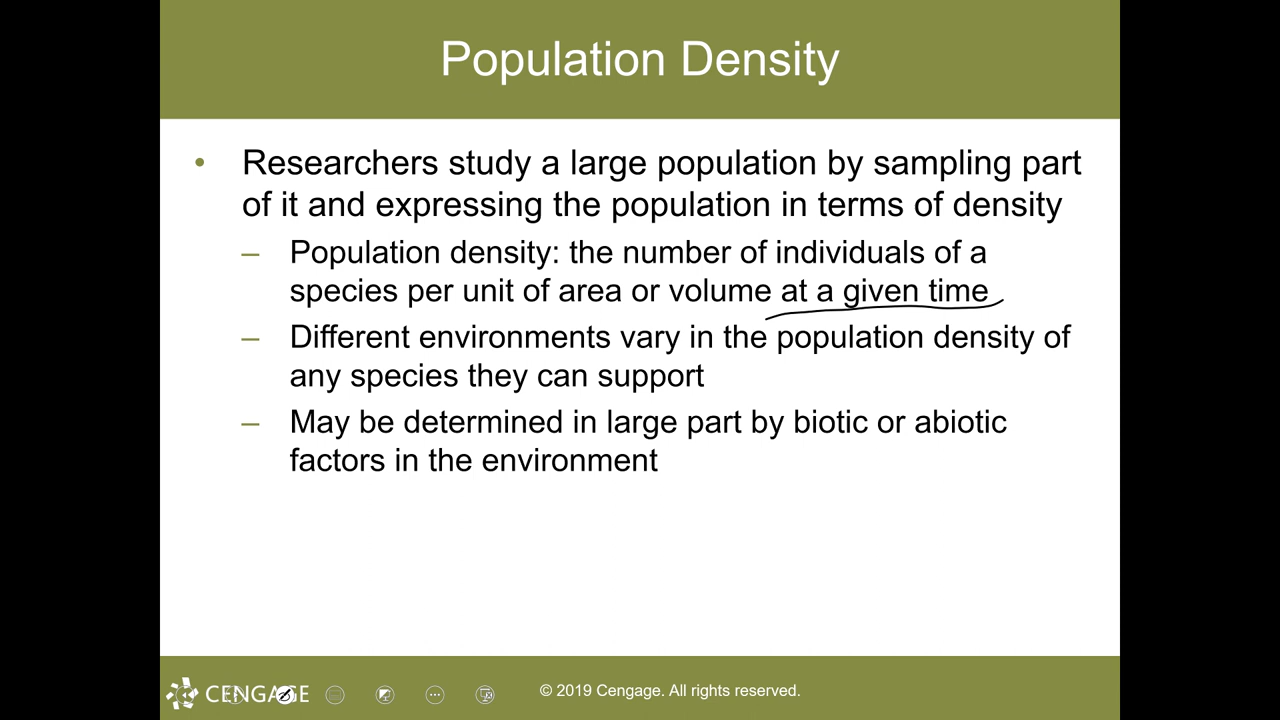 Population Density
• Researchers study a large population by sampling part
of it and expressing the population in terms of density
– Population density: the number of individuals of a
species per unit of area or volume at a given time
– Different environments vary in the population density of
any species they can support
– May be determined in large part by biotic or abiotic
factors in the environment
CENGAGE
© 2019 Cengage. All rights reserved.